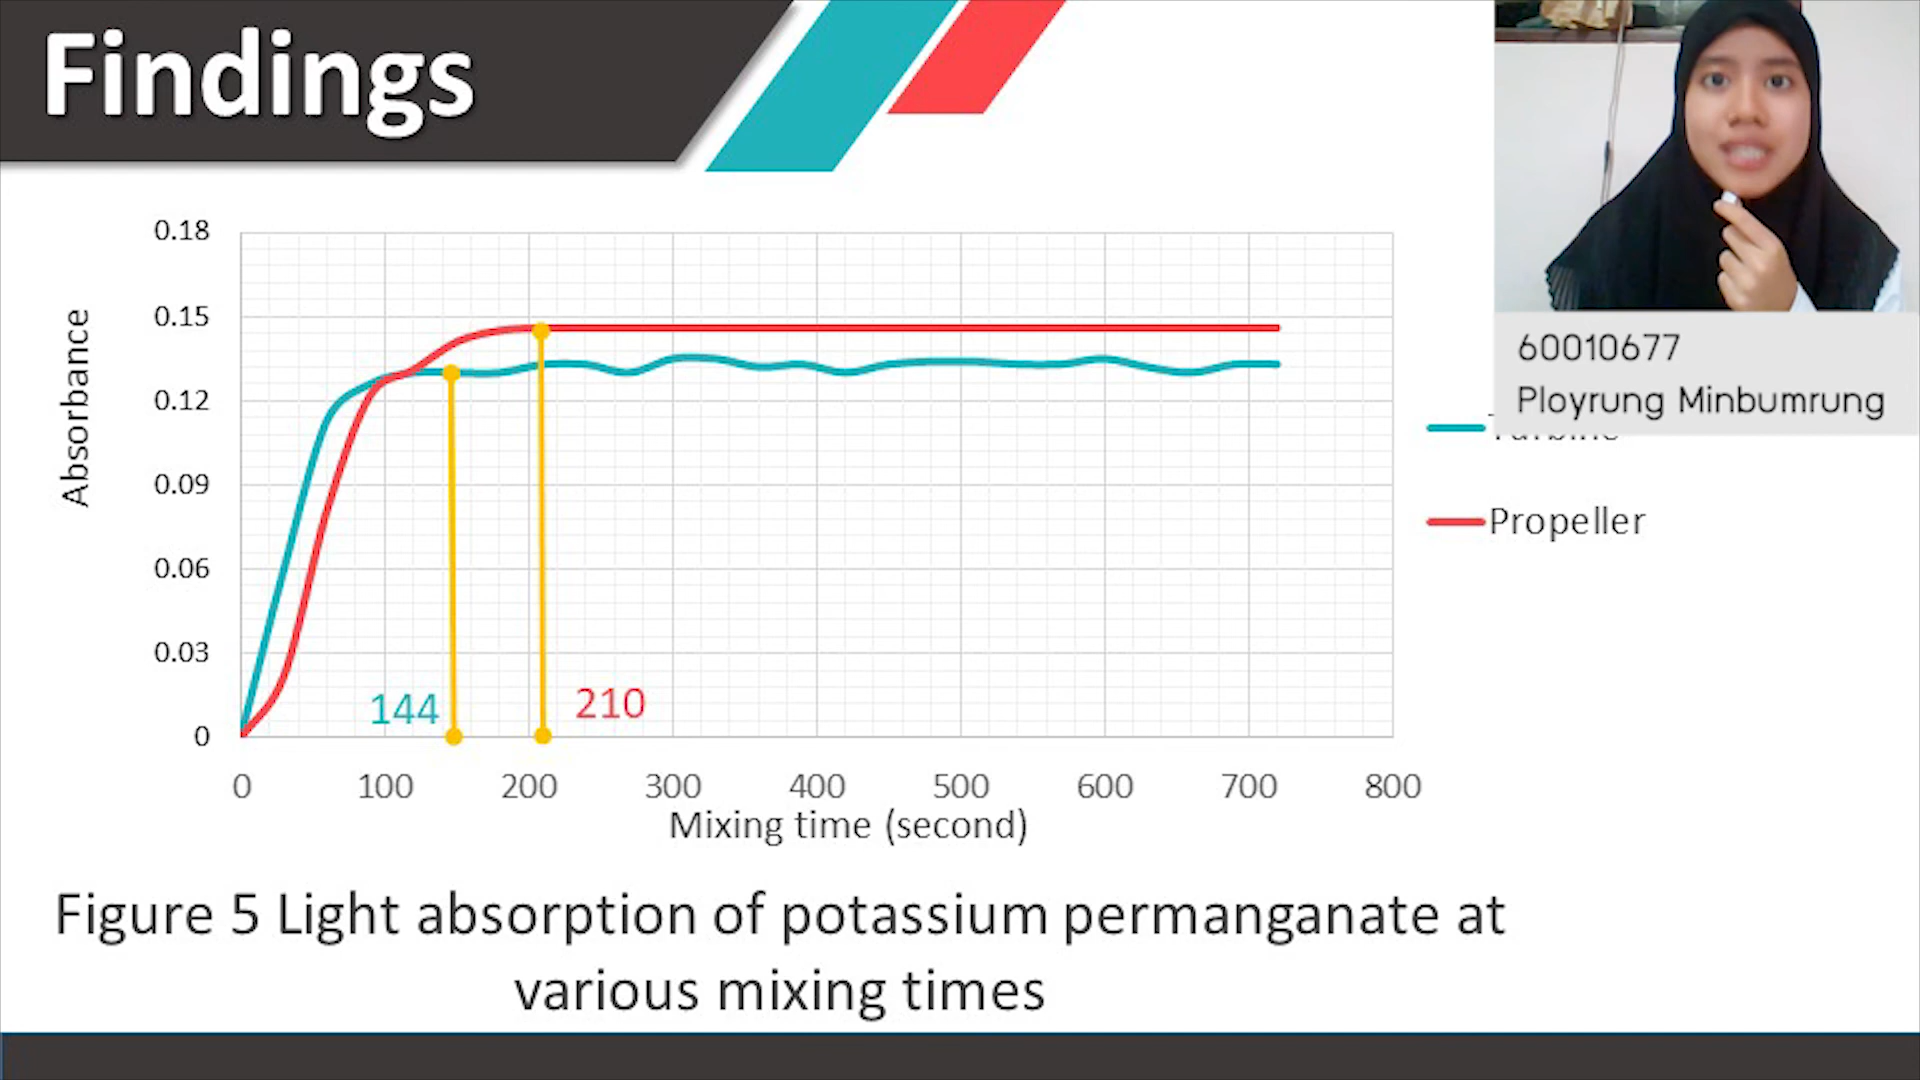 Findings
60010677
Ployrung Minbumrung
0.18
0.15
0.12
0.09
0.06
0.03
0
Absorbance
144
210
0 100 200 300 400 500 600 700 800
Mixing time (second)
Propeller
Figure 5 Light absorption of potassium permanganate at
various mixing times